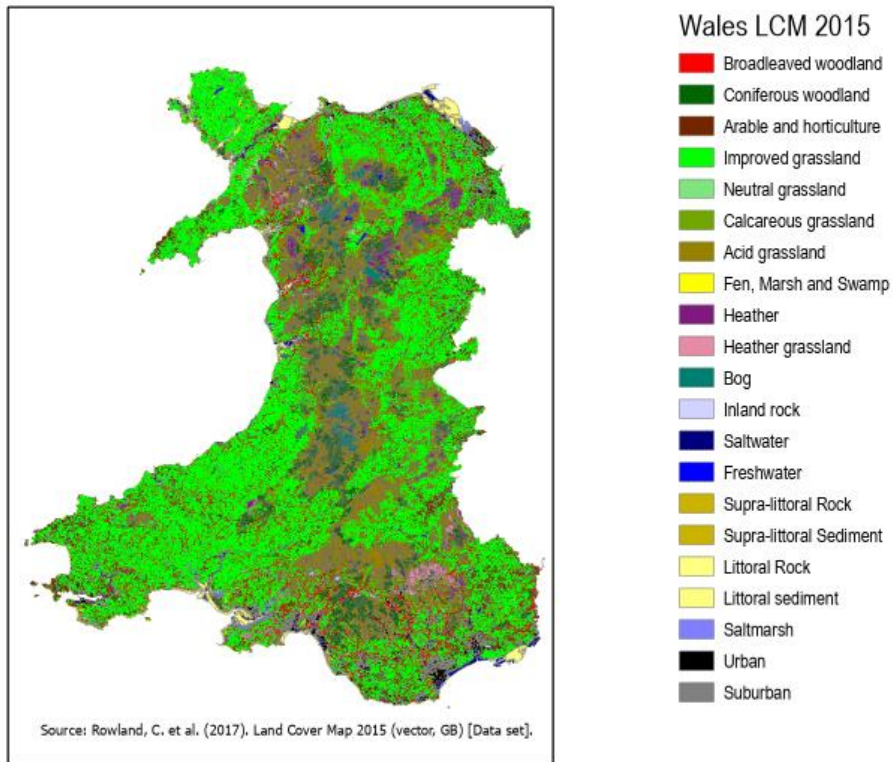 Wales LCM 2015
Broadleaved woodland
Coniferous woodland
Arable and horticulture
Improved grassland
Neutral grassland
Calcareous grassland
Acid grassland
Fen, Marsh and Swamp
Heather
Heather grassland
Bog
Inland rock
Saltwater
Freshwater
Supra-littoral Rock
Supra-littoral Sediment
Littoral Rock
Littoral sediment
Saltmarsh
Urban
Suburban
Source: Rowland, C. et al. (2017). Land Cover Map 2015 (vector, GB) [Data set].